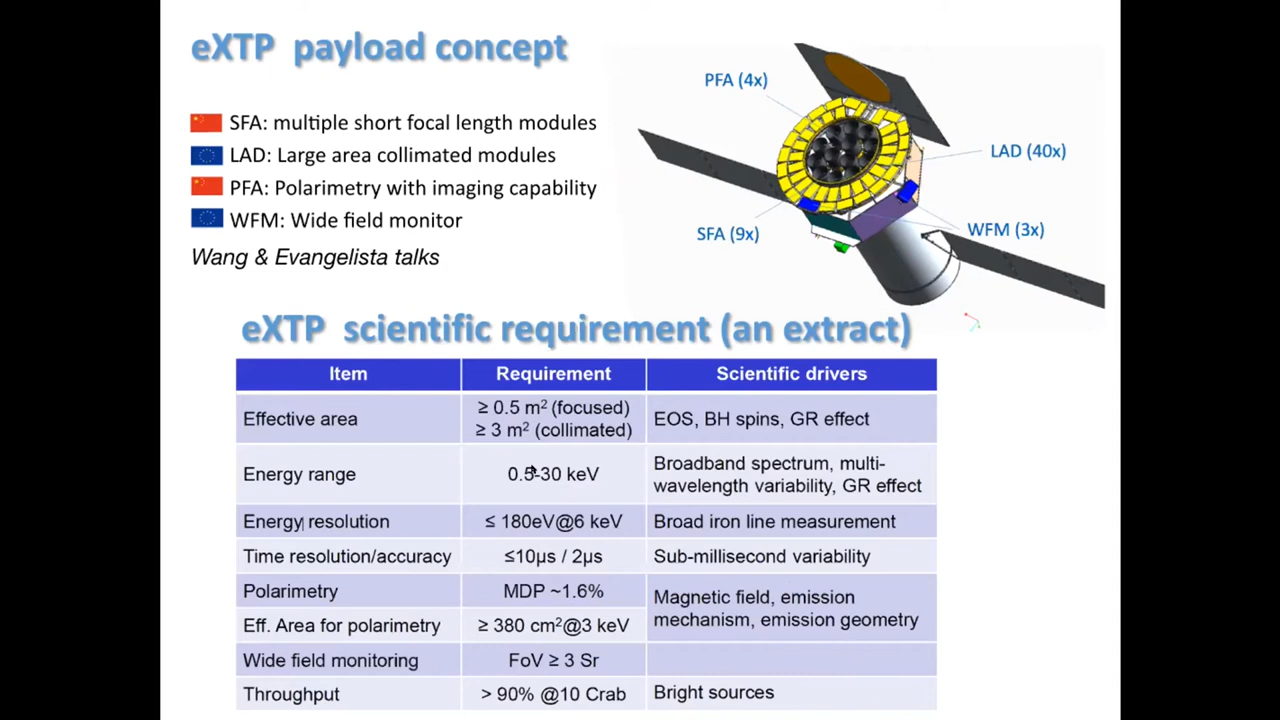 eXTP payload concept
SFA: multiple short focal length modules
LAD: Large area collimated modules
PFA: Polarimetry with imaging capability
WFM: Wide field monitor
Wang & Evangelista talks
PFA (4x)
LAD (40x)
SFA (9x)
WFM (3x)
eXTP scientific requirement (an extract)
Item Requirement Scientific drivers
Effective area ≥ 0.5 m² (focused) EOS, BH spins, GR effect
≥ 3 m² (collimated)
Energy range 0.5-30 keV Broadband spectrum, multi-
wavelength variability, GR effect
Energy resolution ≤ 180eV@6 keV Broad iron line measurement
Time resolution/accuracy ≤10µs / 2µs Sub-millisecond variability
Polarimetry MDP ~1.6% Magnetic field, emission
mechanism, emission geometry
Eff. Area for polarimetry ≥ 380 cm²@3 keV
Wide field monitoring FoV ≥ 3 Sr
Throughput > 90% @10 Crab Bright sources